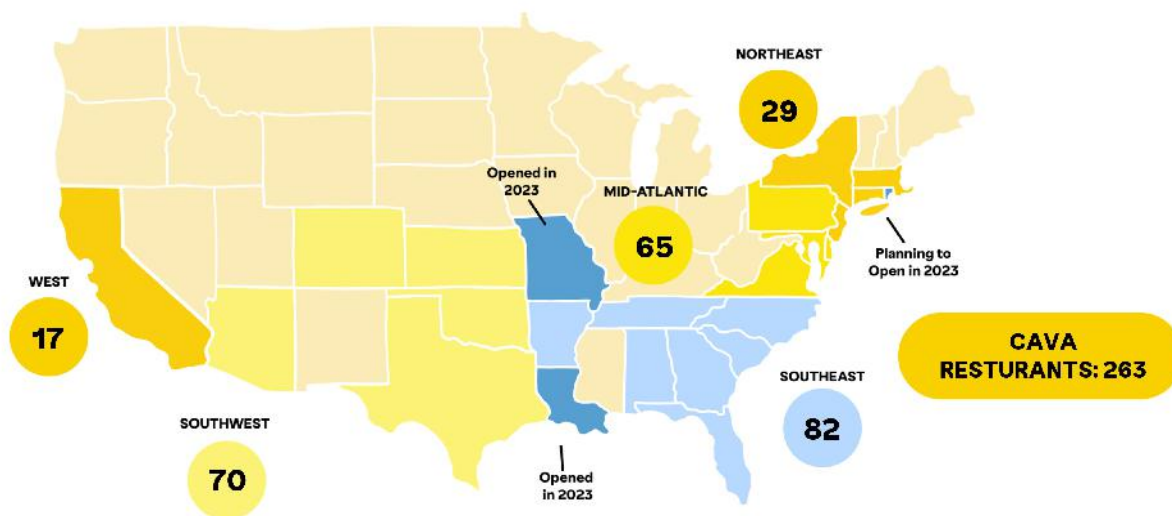 NORTHEAST
29
Opened in
2023
MID-ATLANTIC
65
Planning to
Open in 2023
WEST
17
CAVA
RESTURANTS: 263
SOUTHEAST
82
SOUTHWEST
70
Opened
in 2023